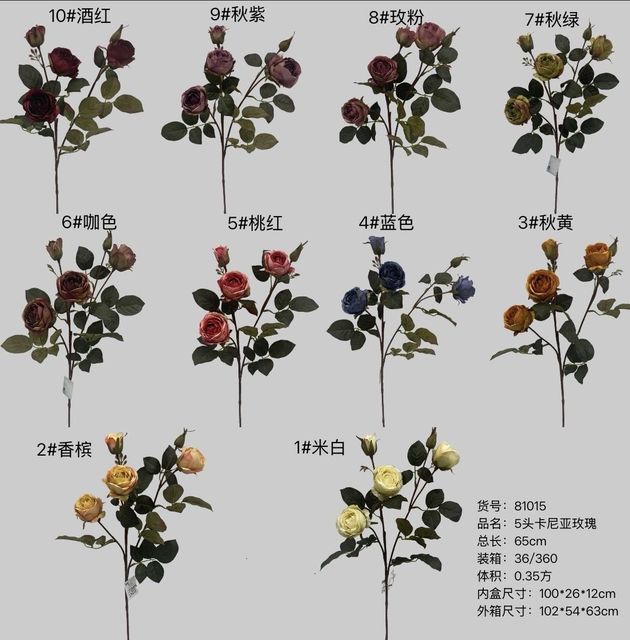 10#酒红
9#秋紫
8#玫粉
7#秋绿
6#咖色
5#桃红
4#蓝色
3#秋黄
2#香槟
1#米白
货号：81015
品名：5头卡尼亚玫瑰
总长：65cm
装箱：36/360
体积：0.35方
内盒尺寸：100*26*12cm
外箱尺寸：102*54*63cm